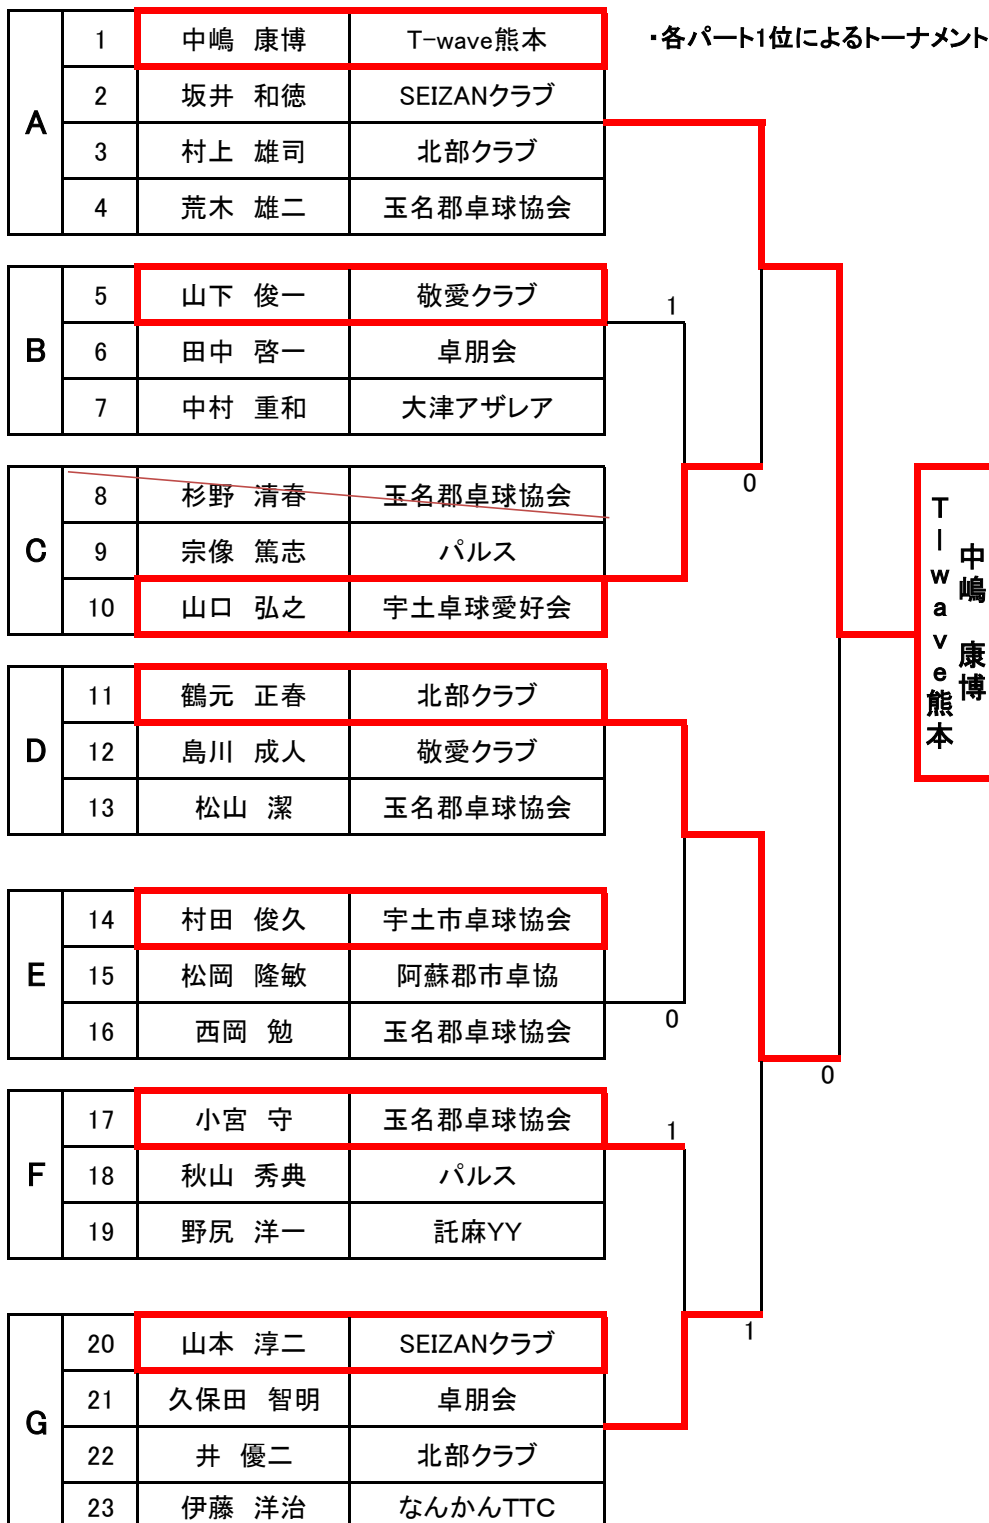 ・各パート1位によるトーナメント
A
1 中嶋 康博 T-wave熊本
2 坂井 和徳 SEIZANクラブ
3 村上 雄司 北部クラブ
4 荒木 雄二 玉名郡卓球協会
B
5 山下 俊一 敬愛クラブ
6 田中 啓一 卓朋会
7 中村 重和 大津アザレア
1
C
8 杉野 清春 玉名郡卓球協会
9 宗像 篤志 パルス
10 山口 弘之 宇土卓球愛好会
0
中嶋 康博
T-wave熊本
D
11 鶴元 正春 北部クラブ
12 島川 成人 敬愛クラブ
13 松山 潔 玉名郡卓球協会
E
14 村田 俊久 宇土市卓球協会
15 松岡 隆敏 阿蘇郡市卓協
16 西岡 勉 玉名郡卓球協会
0
0
F
17 小宮 守 玉名郡卓球協会
18 秋山 秀典 パルス
19 野尻 洋一 託麻YY
1
G
20 山本 淳二 SEIZANクラブ
21 久保田 智明 卓朋会
22 井 優二 北部クラブ
23 伊藤 洋治 なんかんTTC
1